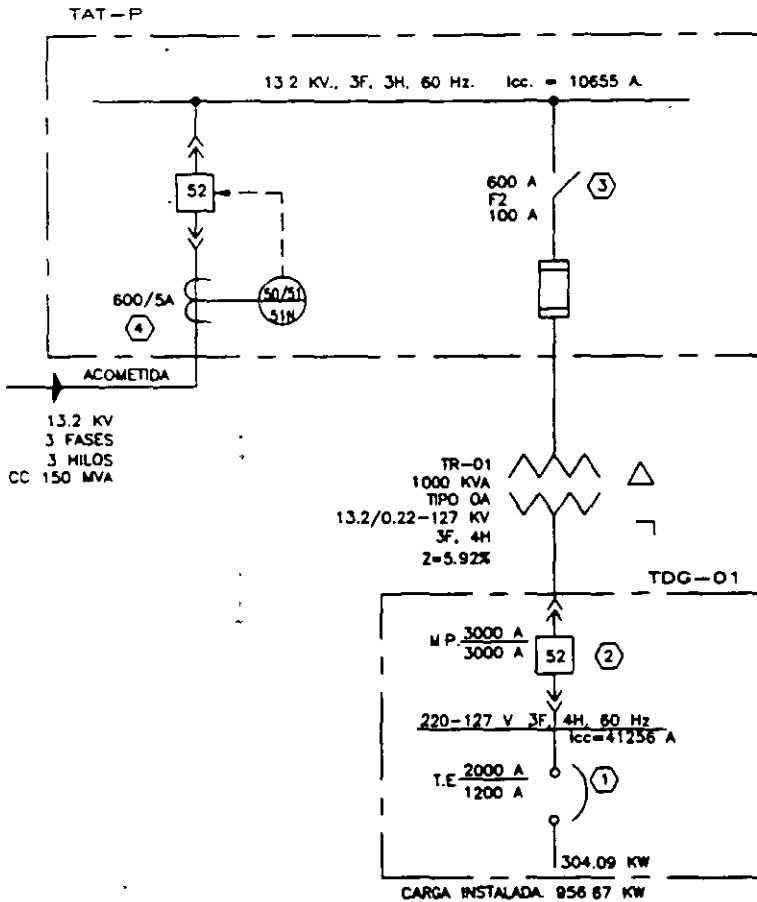 TAT-P
13.2 KV., 3F, 3H, 60 Hz. Icc. = 10655 A.
52
600 A
F2
100 A
3
600/5A
50/51
51N
4
ACOMETIDA
13.2 KV
3 FASES
3 HILOS
CC 150 MVA
TR-01
1000 KVA
TIPO OA
13.2/0.22-127 KV
3F, 4H
Z=5.92%
TDG-01
M.P. 3000 A
3000 A
52
2
220-127 V 3F, 4H, 60 Hz
Icc=41256 A
T.E 2000 A
1200 A
1
304.09 KW
CARGA INSTALADA. 956.67 KW